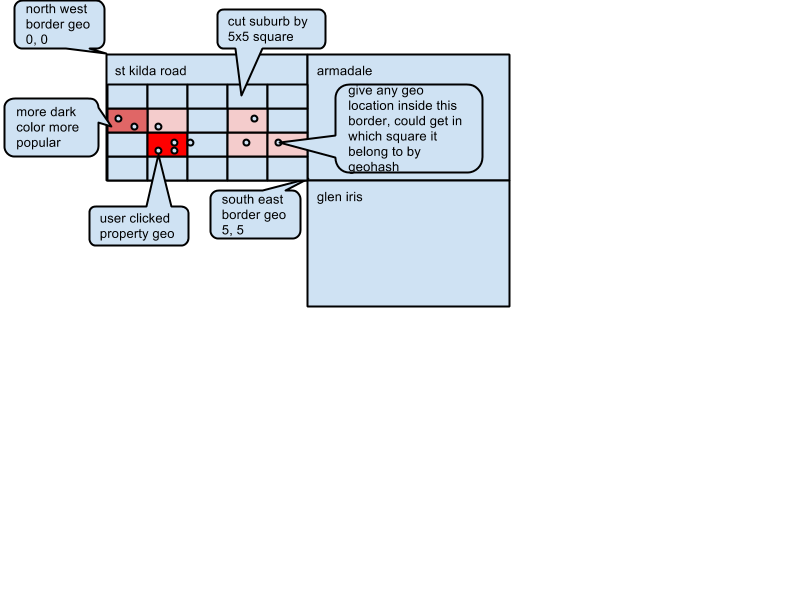 north west
border geo
0, 0
cut suburb by
5x5 square
st kilda road
armadale
more dark
color more
popular
give any geo
location inside this
border, could get in
which square it
belong to by
geohash
user clicked
property geo
south east
border geo
5, 5
glen iris